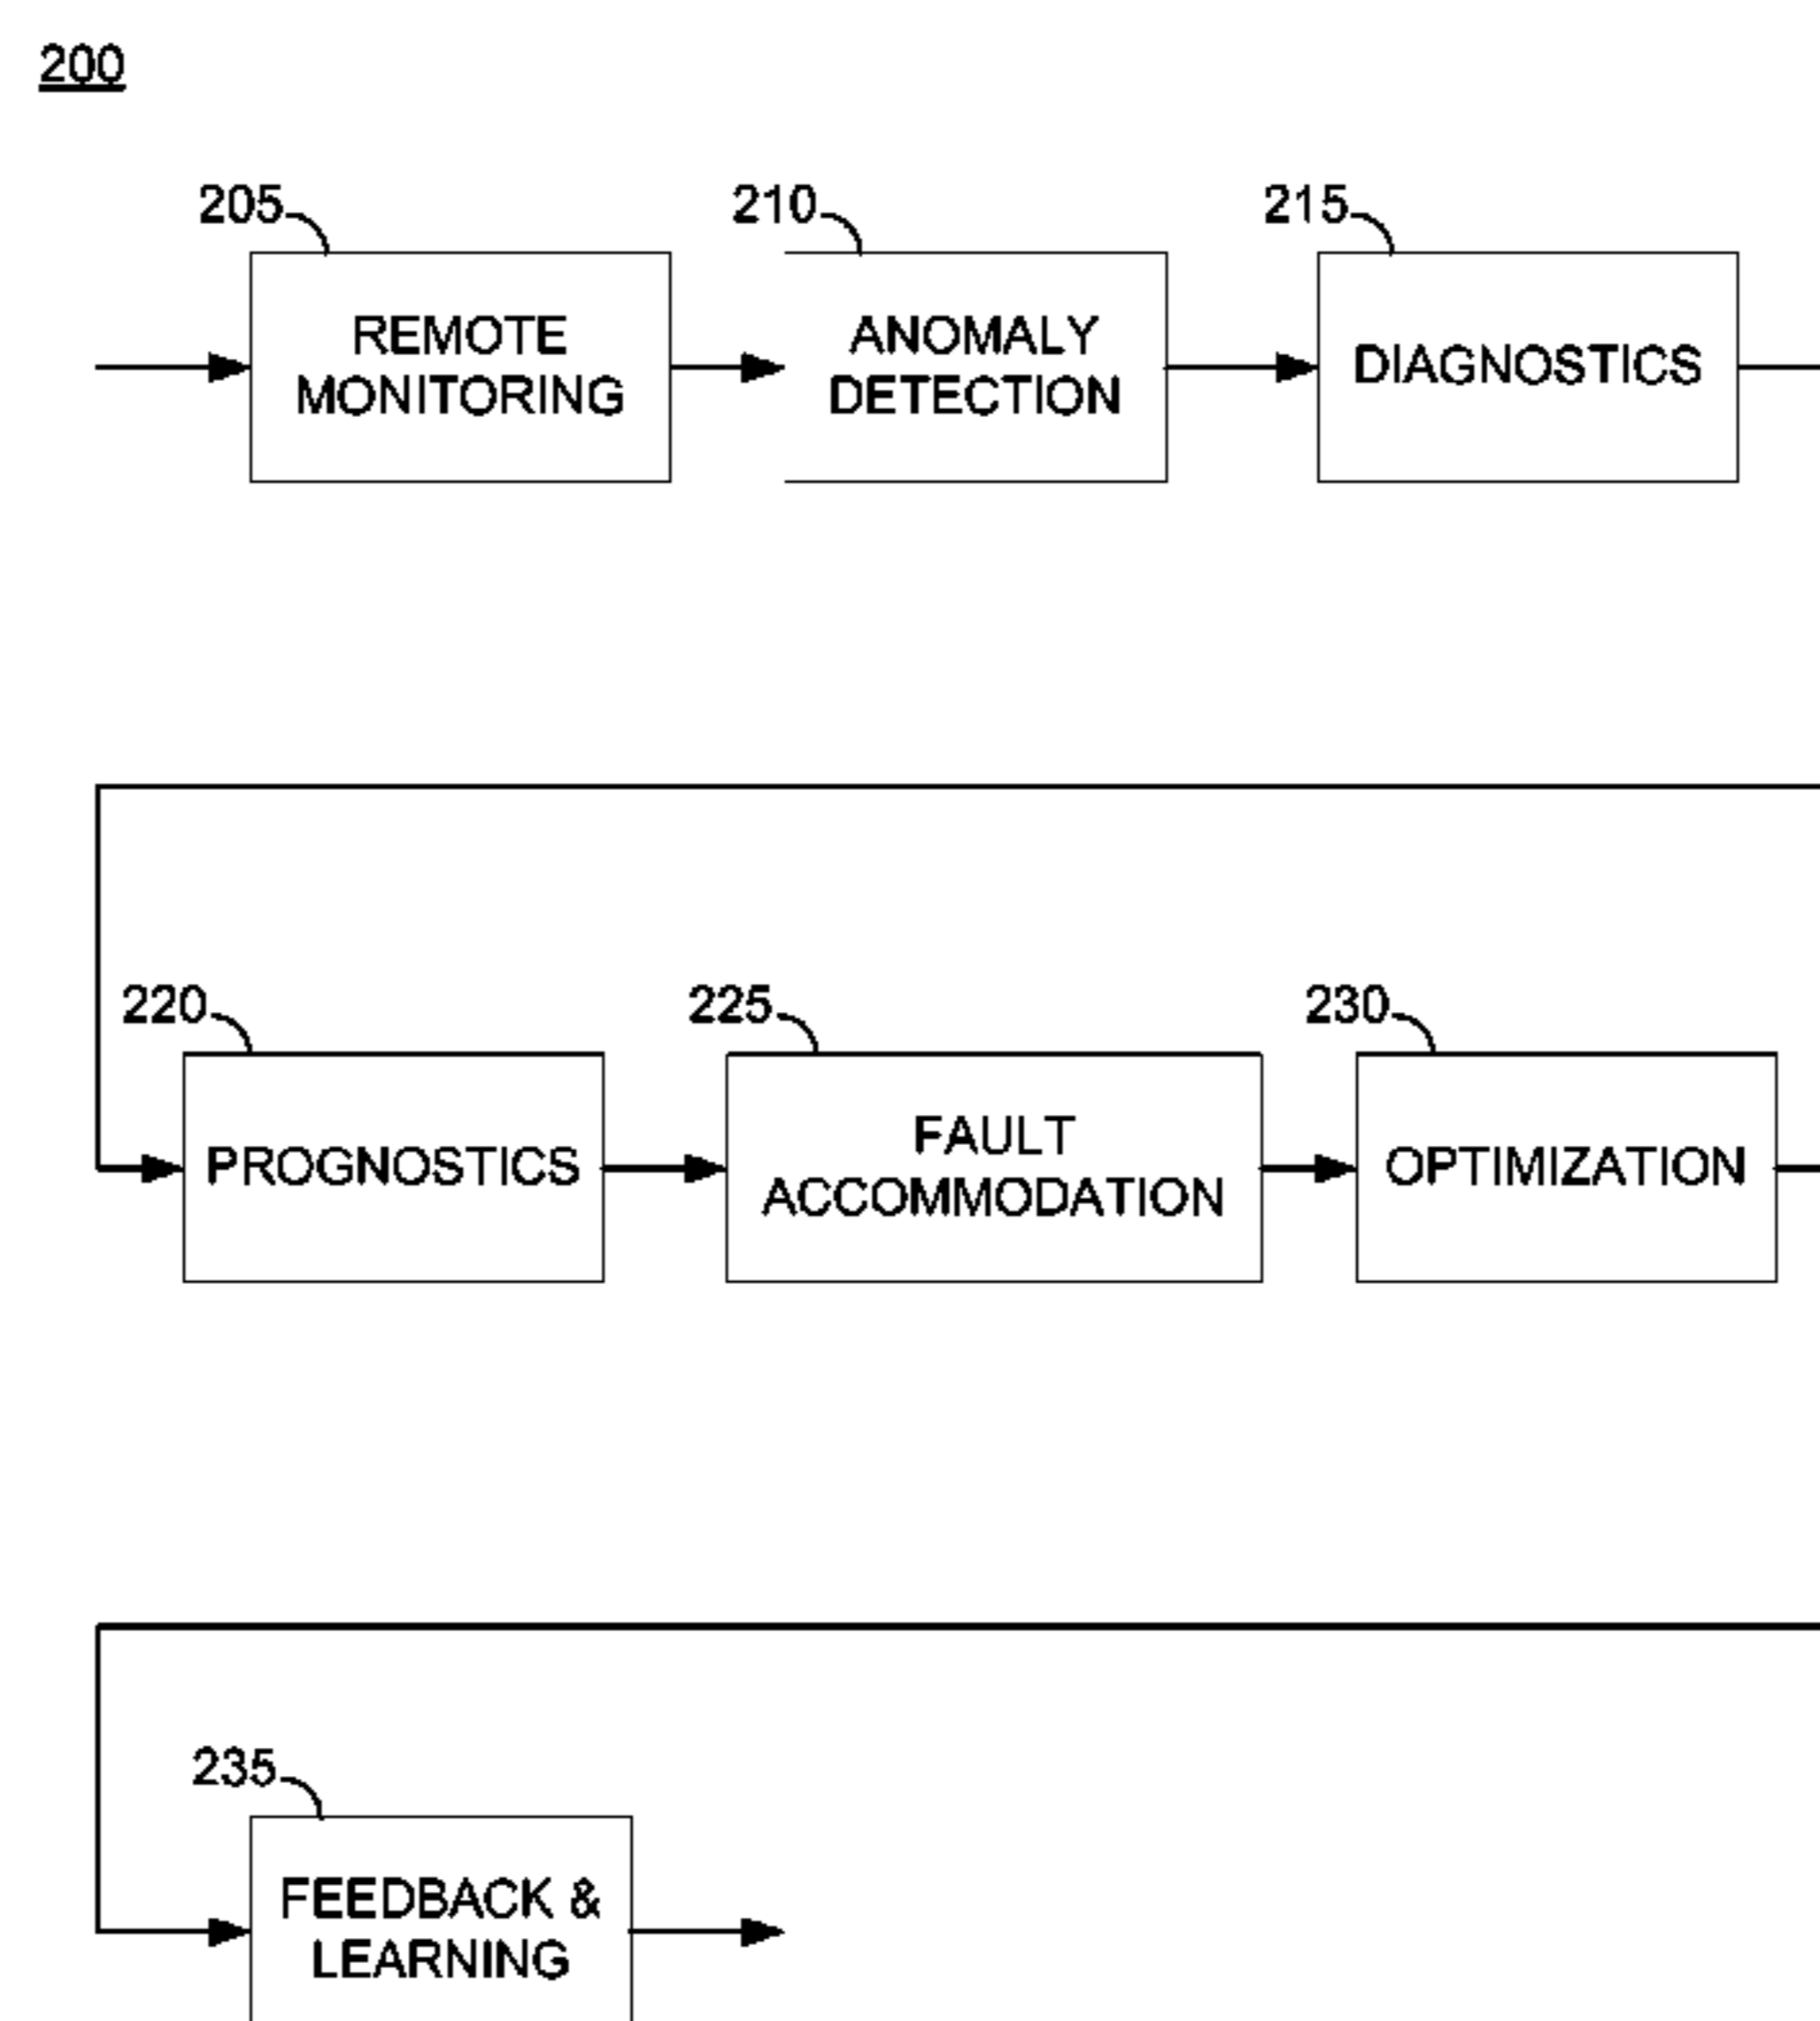 200
205
210
215
REMOTE
MONITORING
ANOMALY
DETECTION
DIAGNOSTICS
220
225
230
PROGNOSTICS
FAULT
ACCOMMODATION
OPTIMIZATION
235
FEEDBACK &
LEARNING